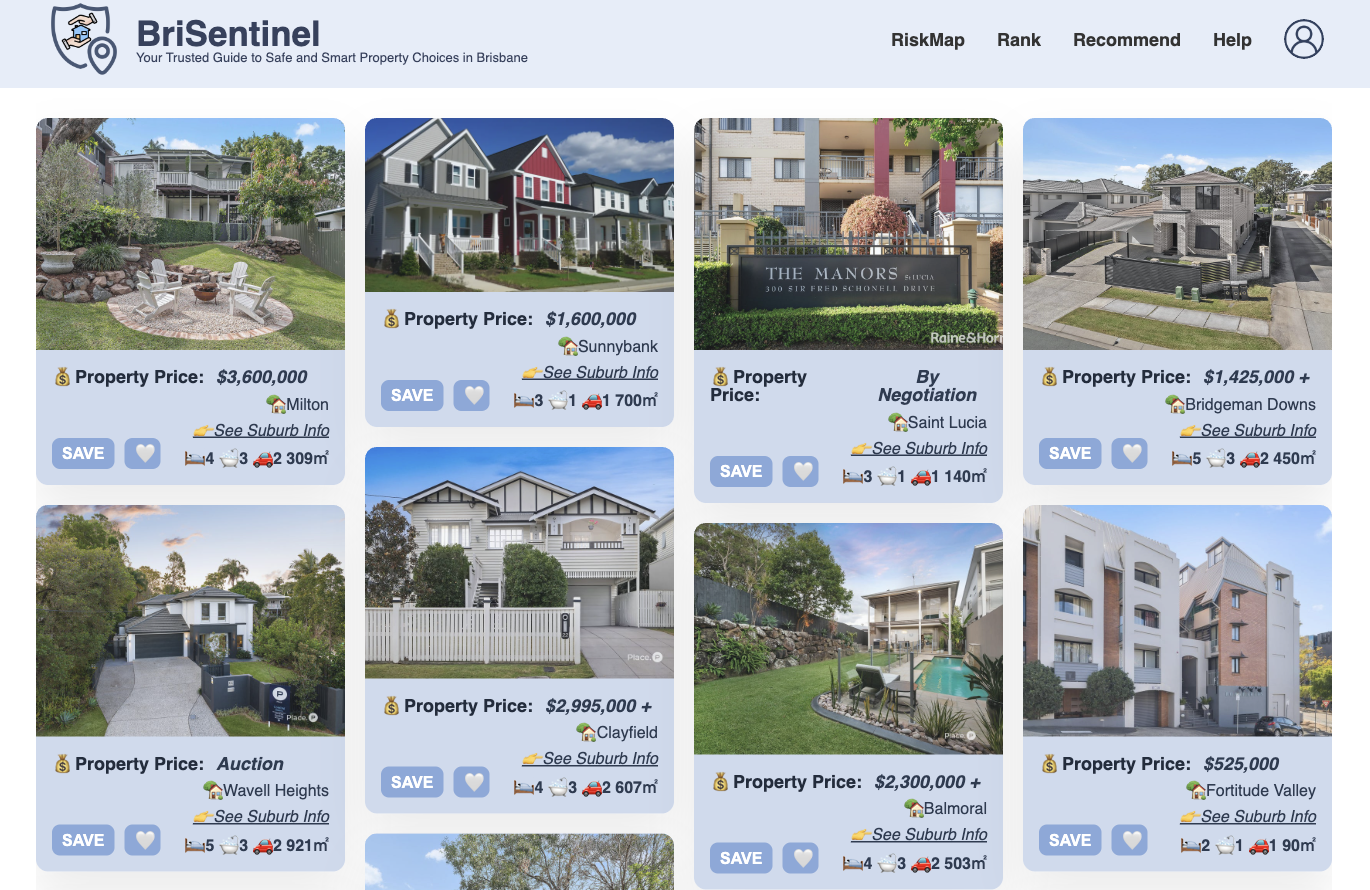 BriSentinel
Your Trusted Guide to Safe and Smart Property Choices in Brisbane
RiskMap
Rank
Recommend
Help
💰Property Price: $3,600,000
🏡Milton
👉See Suburb Info
SAVE 🤍 🛏️4 🛁3 🚗2 309㎡
💰Property Price: $1,600,000
🏡Sunnybank
👉See Suburb Info
SAVE 🤍 🛏️3 🛁1 🚗1 700㎡
THE MANORS St LUCIA
300 SIR FRED SCHONELL DRIVE
Raine&Horn
💰Property Price: By Negotiation
🏡Saint Lucia
👉See Suburb Info
SAVE 🤍 🛏️3 🛁1 🚗1 140㎡
💰Property Price: $1,425,000 +
🏡Bridgeman Downs
👉See Suburb Info
SAVE 🤍 🛏️5 🛁3 🚗2 450㎡
Place.
💰Property Price: Auction
🏡Wavell Heights
👉See Suburb Info
SAVE 🤍 🛏️5 🛁3 🚗2 921㎡
Place.
💰Property Price: $2,995,000 +
🏡Clayfield
👉See Suburb Info
SAVE 🤍 🛏️4 🛁3 🚗2 607㎡
Place.
💰Property Price: $2,300,000 +
🏡Balmoral
👉See Suburb Info
SAVE 🤍 🛏️4 🛁3 🚗2 503㎡
💰Property Price: $525,000
🏡Fortitude Valley
👉See Suburb Info
SAVE 🤍 🛏️2 🛁1 🚗1 90㎡